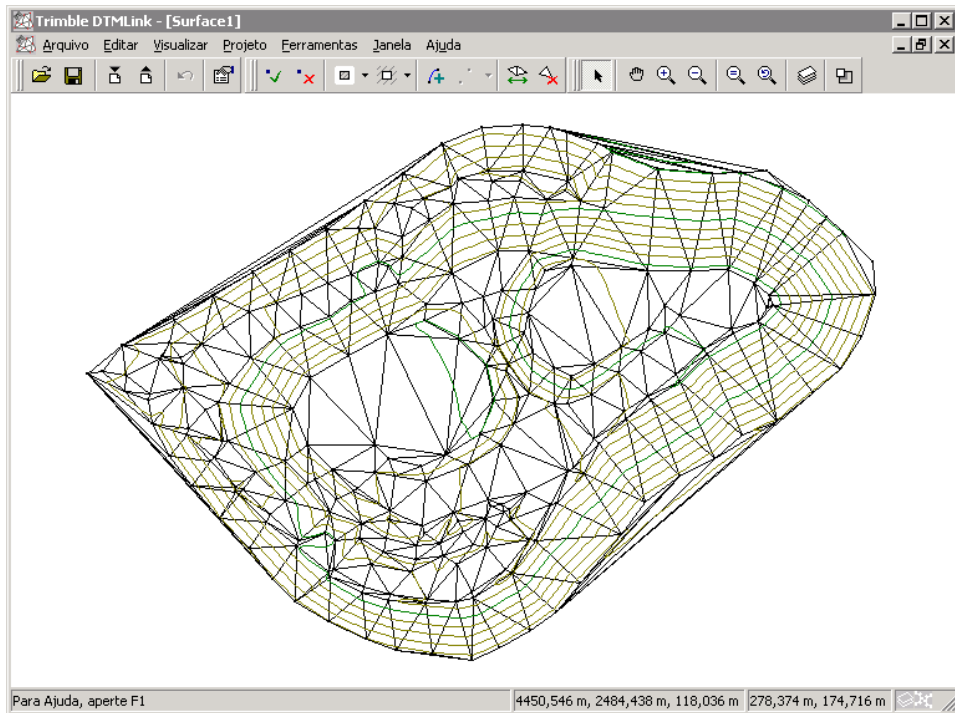 Trimble DTMLink - [Surface1]
Arquivo Editar Visualizar Projeto Ferramentas Janela Ajuda
Para Ajuda, aperte F1 4450,546 m, 2484,438 m, 118,036 m 278,374 m, 174,716 m